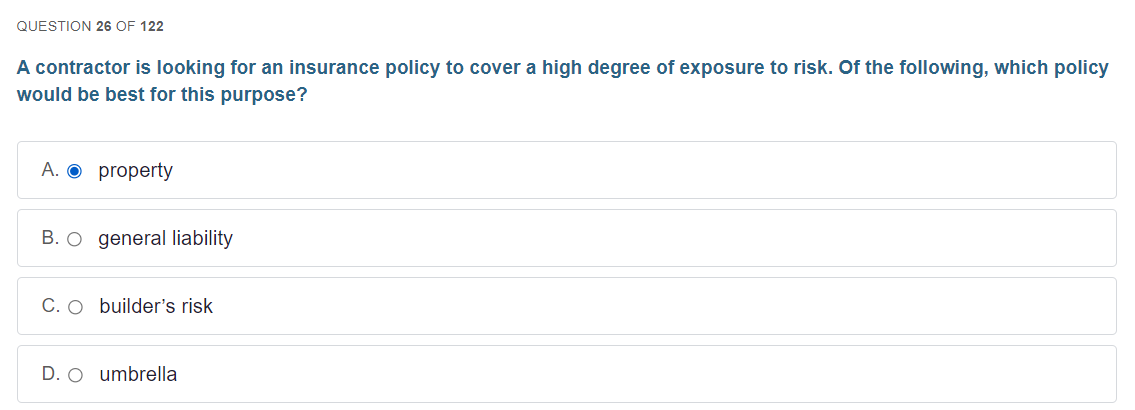 QUESTION 26 OF 122
A contractor is looking for an insurance policy to cover a high degree of exposure to risk. Of the following, which policy
would be best for this purpose?
A. property
B. general liability
C. builder’s risk
D. umbrella